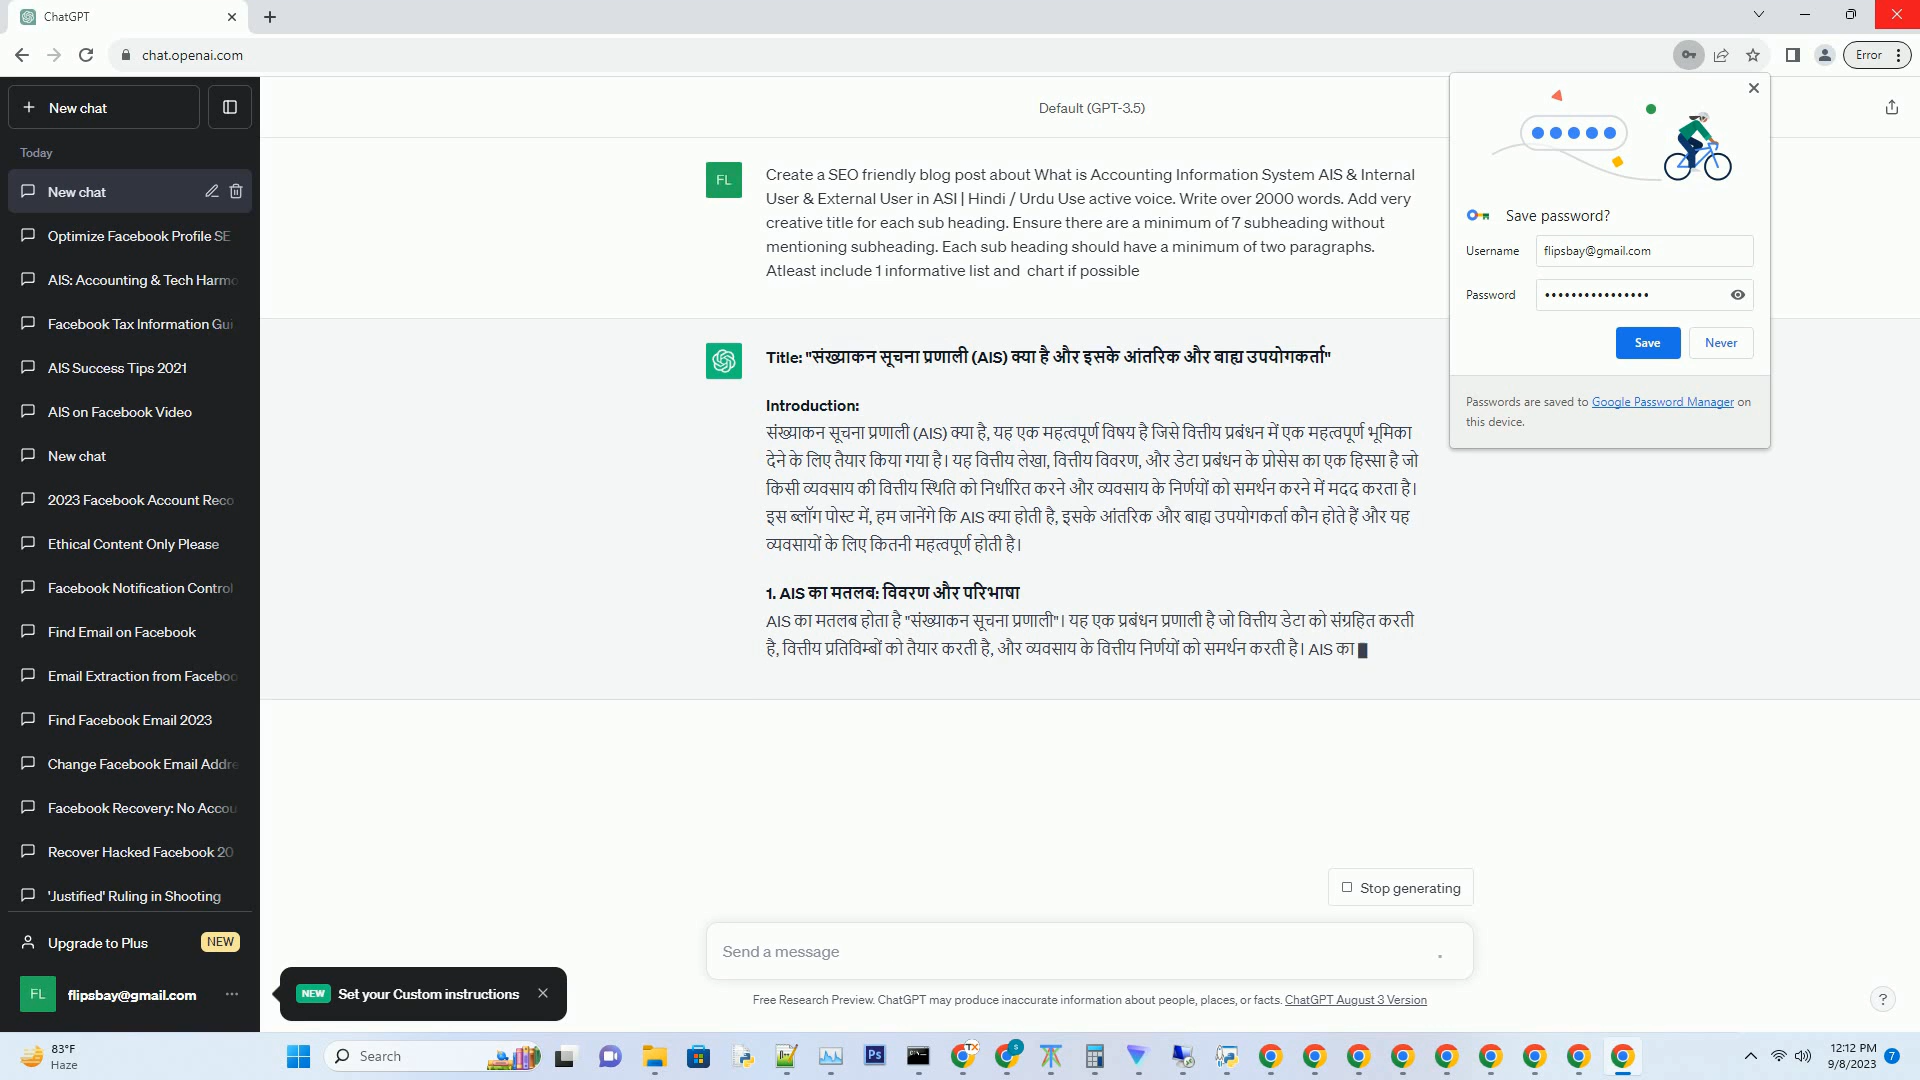 ChatGPT
chat.openai.com
Error
New chat
Today
New chat
Optimize Facebook Profile SE
AIS: Accounting & Tech Harmo
Facebook Tax Information Gui
AIS Success Tips 2021
AIS on Facebook Video
New chat
2023 Facebook Account Reco
Ethical Content Only Please
Facebook Notification Control
Find Email on Facebook
Email Extraction from Faceboo
Find Facebook Email 2023
Change Facebook Email Addre
Facebook Recovery: No Accou
Recover Hacked Facebook 20
'Justified' Ruling in Shooting
Upgrade to Plus NEW
FL flipsbay@gmail.com
Default (GPT-3.5)
FL
Create a SEO friendly blog post about What is Accounting Information System AIS & Internal
User & External User in ASI | Hindi / Urdu Use active voice. Write over 2000 words. Add very
creative title for each sub heading. Ensure there are a minimum of 7 subheading without
mentioning subheading. Each sub heading should have a minimum of two paragraphs.
Atleast include 1 informative list and chart if possible
Title: "संख्याकन सूचना प्रणाली (AIS) क्या है और इसके आंतरिक और बाह्य उपयोगकर्ता"
Introduction:
संख्याकन सूचना प्रणाली (AIS) क्या है, यह एक महत्वपूर्ण विषय है जिसे वित्तीय प्रबंधन में एक महत्वपूर्ण भूमिका
देने के लिए तैयार किया गया है। यह वित्तीय लेखा, वित्तीय विवरण, और डेटा प्रबंधन के प्रोसेस का एक हिस्सा है जो
किसी व्यवसाय की वित्तीय स्थिति को निर्धारित करने और व्यवसाय के निर्णयों को समर्थन करने में मदद करता है।
इस ब्लॉग पोस्ट में, हम जानेंगे कि AIS क्या होती है, इसके आंतरिक और बाह्य उपयोगकर्ता कौन होते हैं और यह
व्यवसायों के लिए कितनी महत्वपूर्ण होती है।
1. AIS का मतलब: विवरण और परिभाषा
AIS का मतलब होता है "संख्याकन सूचना प्रणाली"। यह एक प्रबंधन प्रणाली है जो वित्तीय डेटा को संग्रहित करती
है, वित्तीय प्रतिविम्बों को तैयार करती है, और व्यवसाय के वित्तीय निर्णयों को समर्थन करती है। AIS का
Save password?
Username flipsbay@gmail.com
Password ••••••••••••••••
Save Never
Passwords are saved to Google Password Manager on
this device.
Stop generating
Send a message
NEW Set your Custom instructions
Free Research Preview. ChatGPT may produce inaccurate information about people, places, or facts. ChatGPT August 3 Version
?
83°F
Haze
Search
Ps
TX
S
12:12 PM
9/8/2023
7